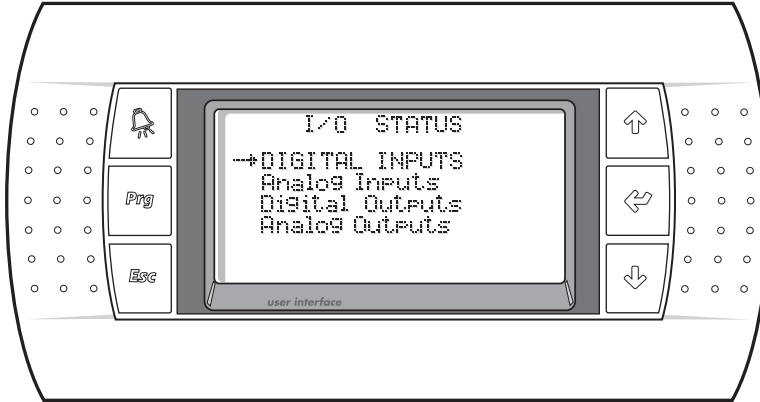 I/O STATUS
DIGITAL INPUTS
Analog Inputs
Digital Outputs
Analog Outputs
Prg
Esc
user interface